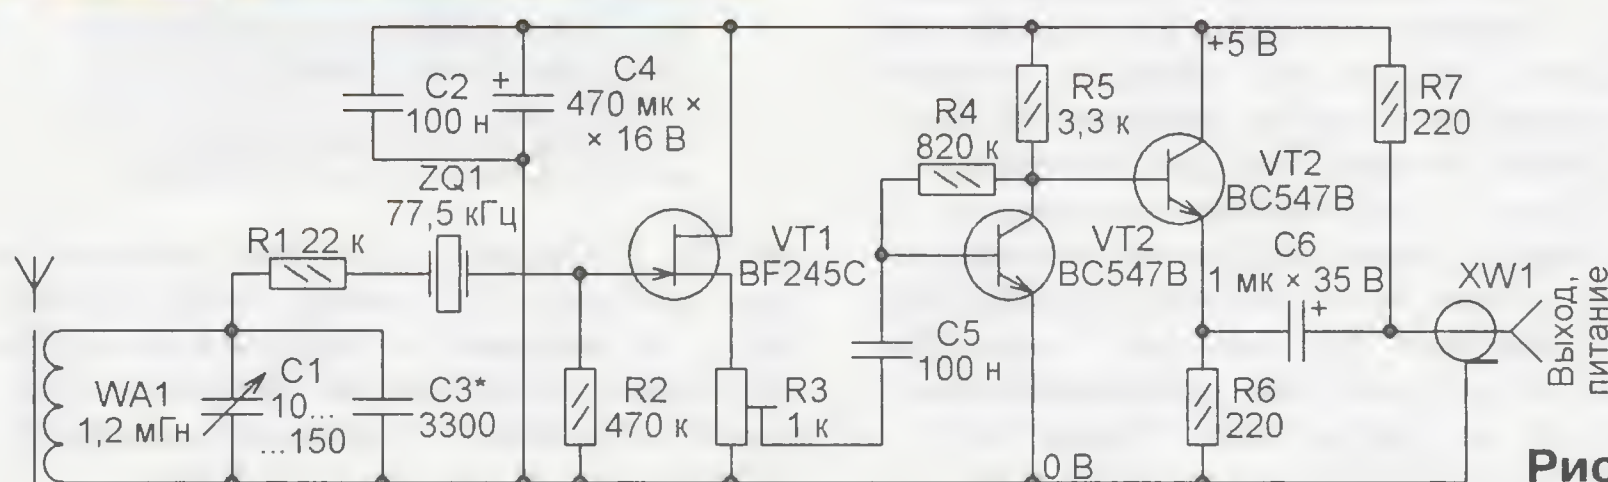 +5 В
C2
100 н
+
C4
470 мк ×
× 16 В
R4
820 к
R5
3,3 к
R7
220
ZQ1
77,5 кГц
VT2
BC547B
R1 22 к
VT1
BF245C
VT2
BC547B
C6
1 мк × 35 В
+
XW1
Выход,
питание
WA1
1,2 мГн
C1
10...
...150
C3*
3300
R2
470 к
R3
1 к
C5
100 н
R6
220
0 В
Рис